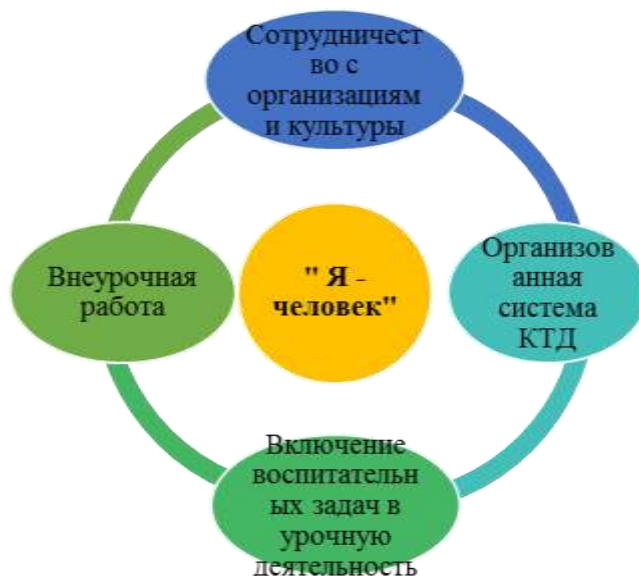 Сотрудничест
во с
организациям
и культуры
Внеурочная
работа
" Я -
человек"
Организов
анная
система
КТД
Включение
воспитательн
ых задач в
урочную
деятельность